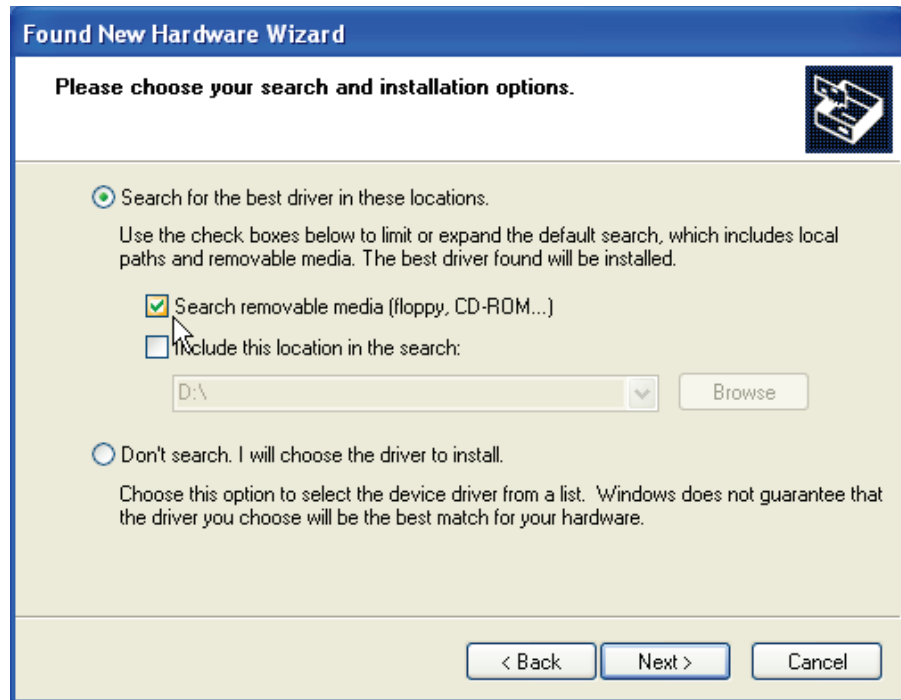 Found New Hardware Wizard
Please choose your search and installation options.
Search for the best driver in these locations.
Use the check boxes below to limit or expand the default search, which includes local
paths and removable media. The best driver found will be installed.
Search removable media (floppy, CD-ROM...)
Include this location in the search:
D:\
Browse
Don't search. I will choose the driver to install.
Choose this option to select the device driver from a list.  Windows does not guarantee that
the driver you choose will be the best match for your hardware.
< Back
Next >
Cancel